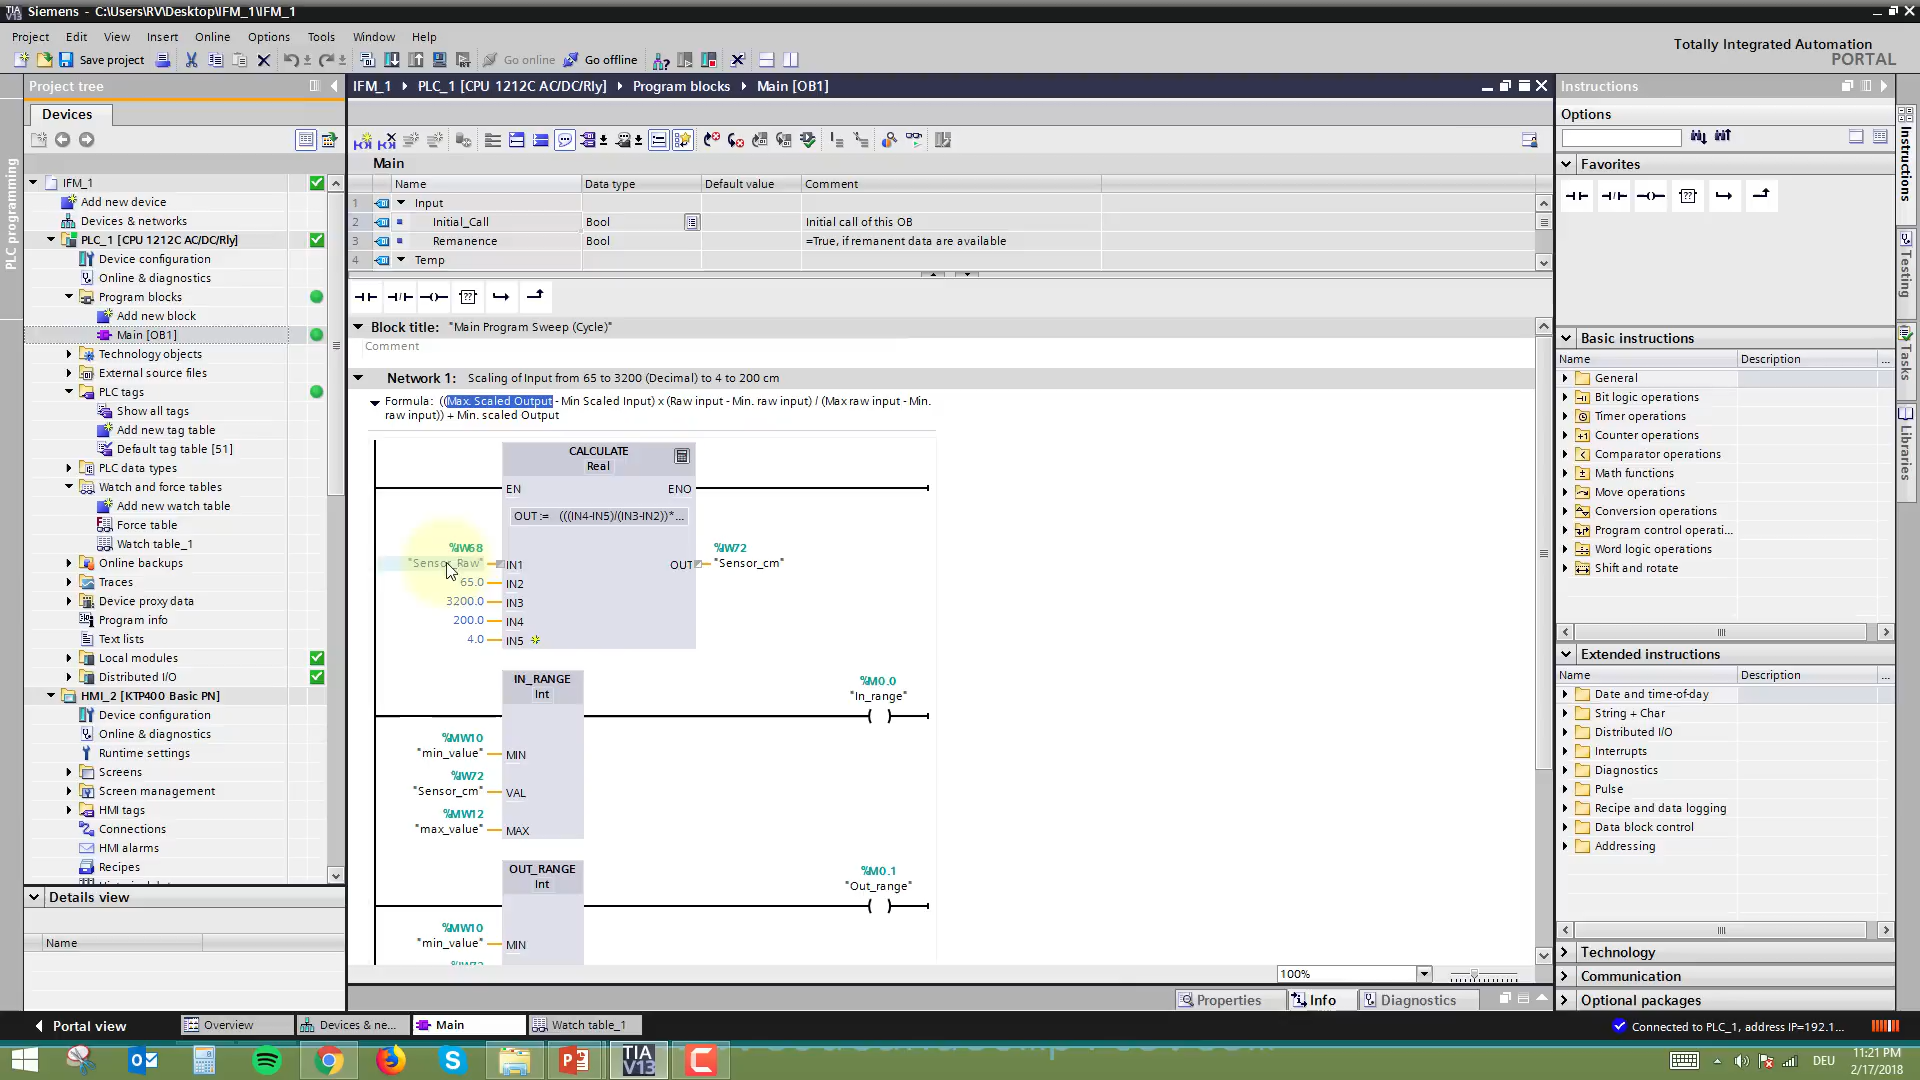 Siemens - C:\Users\RV\Desktop\IFM_1\IFM_1
Project Edit View Insert Online Options Tools Window Help
Totally Integrated Automation
PORTAL
Save project
Go online
Go offline
Project tree
IFM_1 PLC_1 [CPU 1212C AC/DC/Rly] Program blocks Main [OB1]
Instructions
Devices
Options
PLC programming
Main
Name Data type Default value Comment
1 Input
2 Initial_Call Bool Initial call of this OB
3 Remanence Bool =True, if remanent data are available
4 Temp
IFM_1
Add new device
Devices & networks
PLC_1 [CPU 1212C AC/DC/Rly]
Device configuration
Online & diagnostics
Program blocks
Add new block
Main [OB1]
Technology objects
External source files
PLC tags
Show all tags
Add new tag table
Default tag table [51]
PLC data types
Watch and force tables
Add new watch table
Force table
Watch table_1
Online backups
Traces
Device proxy data
Program info
Text lists
Local modules
Distributed I/O
HMI_2 [KTP400 Basic PN]
Device configuration
Online & diagnostics
Runtime settings
Screens
Screen management
HMI tags
Connections
HMI alarms
Recipes
Details view
Name
Block title: "Main Program Sweep (Cycle)"
Comment
Network 1: Scaling of Input from 65 to 3200 (Decimal) to 4 to 200 cm
Formula: ((Max. Scaled Output - Min Scaled Input) x (Raw input - Min. raw input) / (Max raw input - Min.
raw input)) + Min. scaled Output
CALCULATE
Real
EN ENO
OUT := (((IN4-IN5)/(IN3-IN2))*...
%IW68
"Sensor_Raw" IN1
65.0 IN2
3200.0 IN3
200.0 IN4
4.0 IN5
%IW72
OUT "Sensor_cm"
IN_RANGE
Int
%M0.0
"In_range"
%MW10
"min_value" MIN
%IW72
"Sensor_cm" VAL
%MW12
"max_value" MAX
OUT_RANGE
Int
%M0.1
"Out_range"
%MW10
"min_value" MIN
100%
Properties Info Diagnostics
Favorites
Basic instructions
Name Description ...
General
Bit logic operations
Timer operations
Counter operations
Comparator operations
Math functions
Move operations
Conversion operations
Program control operati...
Word logic operations
Shift and rotate
Extended instructions
Name Description ...
Date and time-of-day
String + Char
Distributed I/O
Interrupts
Diagnostics
Pulse
Recipe and data logging
Data block control
Addressing
Technology
Communication
Optional packages
Instructions
Testing
Tasks
Libraries
Portal view
Overview
Devices & ne...
Main
Watch table_1
Connected to PLC_1, address IP=192.1...
TIA
V13
DEU
11:21 PM
2/17/2018